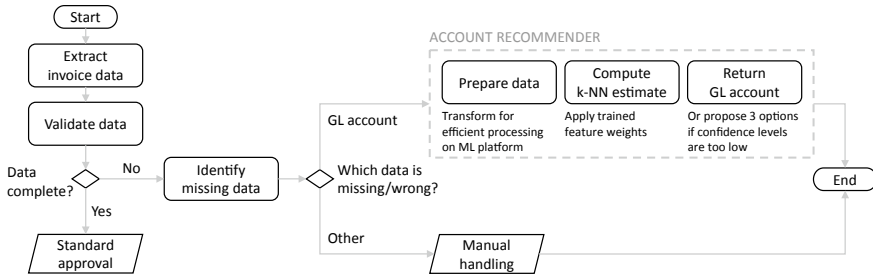 Start
Extract
invoice data
Validate data
Data
complete?
No
Yes
Standard
approval
Identify
missing data
Which data is
missing/wrong?
GL account
Other
ACCOUNT RECOMMENDER
Prepare data
Transform for
efficient processing
on ML platform
Compute
k-NN estimate
Apply trained
feature weights
Return
GL account
Or propose 3 options
if confidence levels
are too low
Manual
handling
End